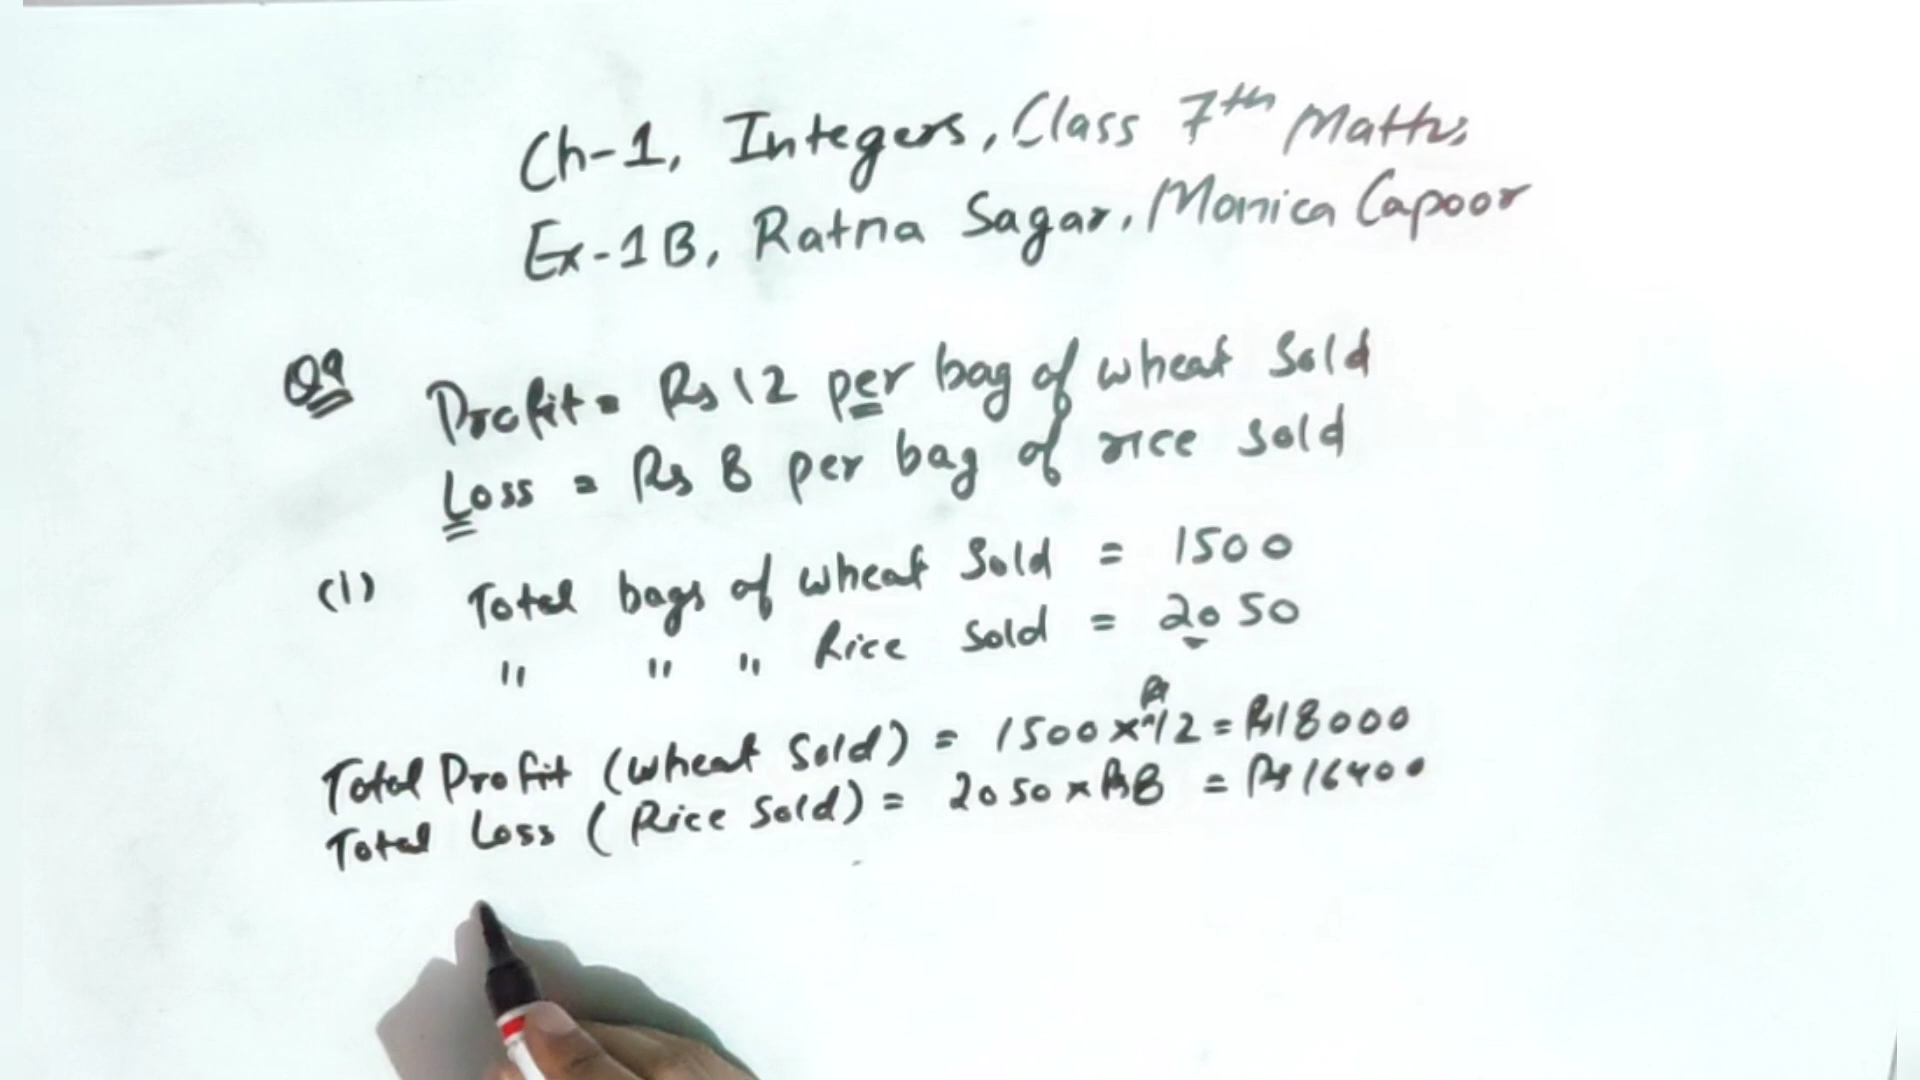 Ch-1, Integers, Class 7th Maths
Ex-1B, Ratna Sagar, Monica Capoor
Q9 Profit = Rs 12 per bag of wheat Sold
Loss = Rs 8 per bag of rice sold
(1) Total bags of wheat Sold = 1500
" " " Rice Sold = 2050
Total Profit (wheat Sold) = 1500 x Rs 12 = Rs 18000
Total Loss (Rice Sold) = 2050 x Rs 8 = Rs 16400